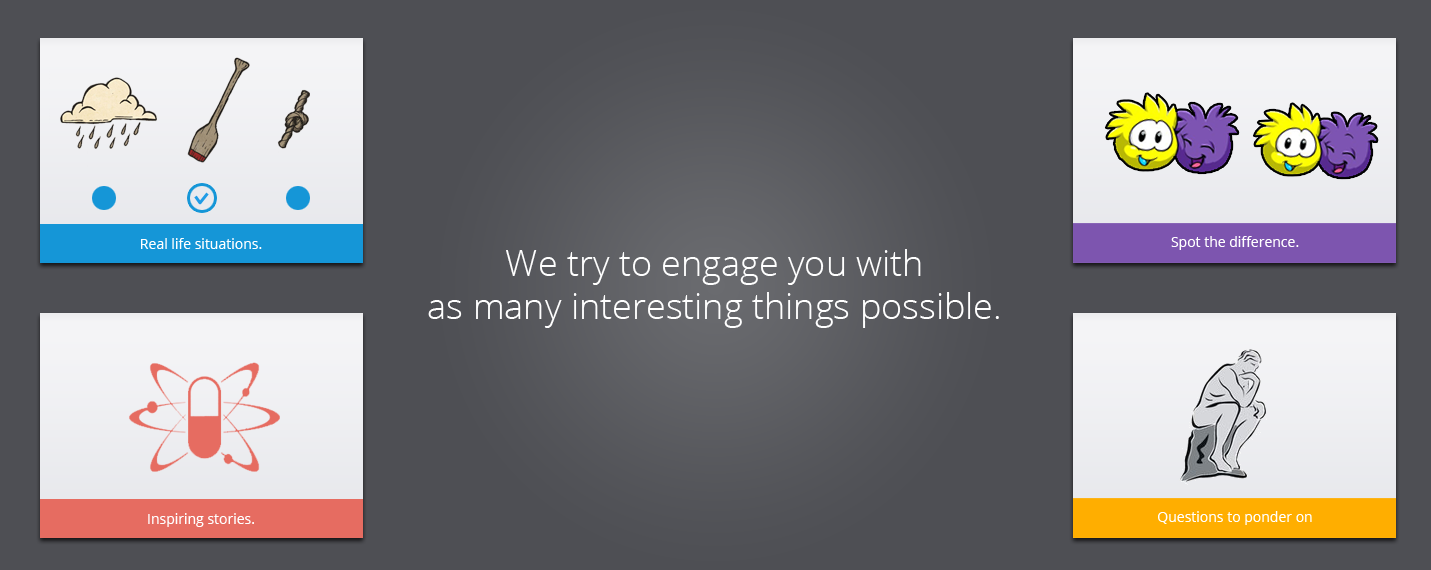 Real life situations.
Spot the difference.
We try to engage you with
as many interesting things possible.
Inspiring stories.
Questions to ponder on